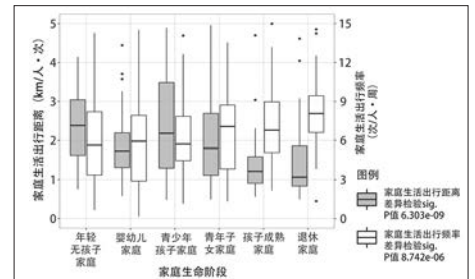 家庭生活出行距离（km/人·次）
5
4
3
2
1
0
15
12
9
6
3
0
家庭生活出行频率
（次/人·周）
年轻
无孩子
家庭
婴幼儿
家庭
青少年
家庭
青年子
女家庭
孩子成熟
家庭
退休
家庭
家庭生命阶段
图例
家庭生活出行距离
差异检验sig.
P值 6.303e-09
家庭生活出行频率
差异检验sig.
P值 8.742e-06